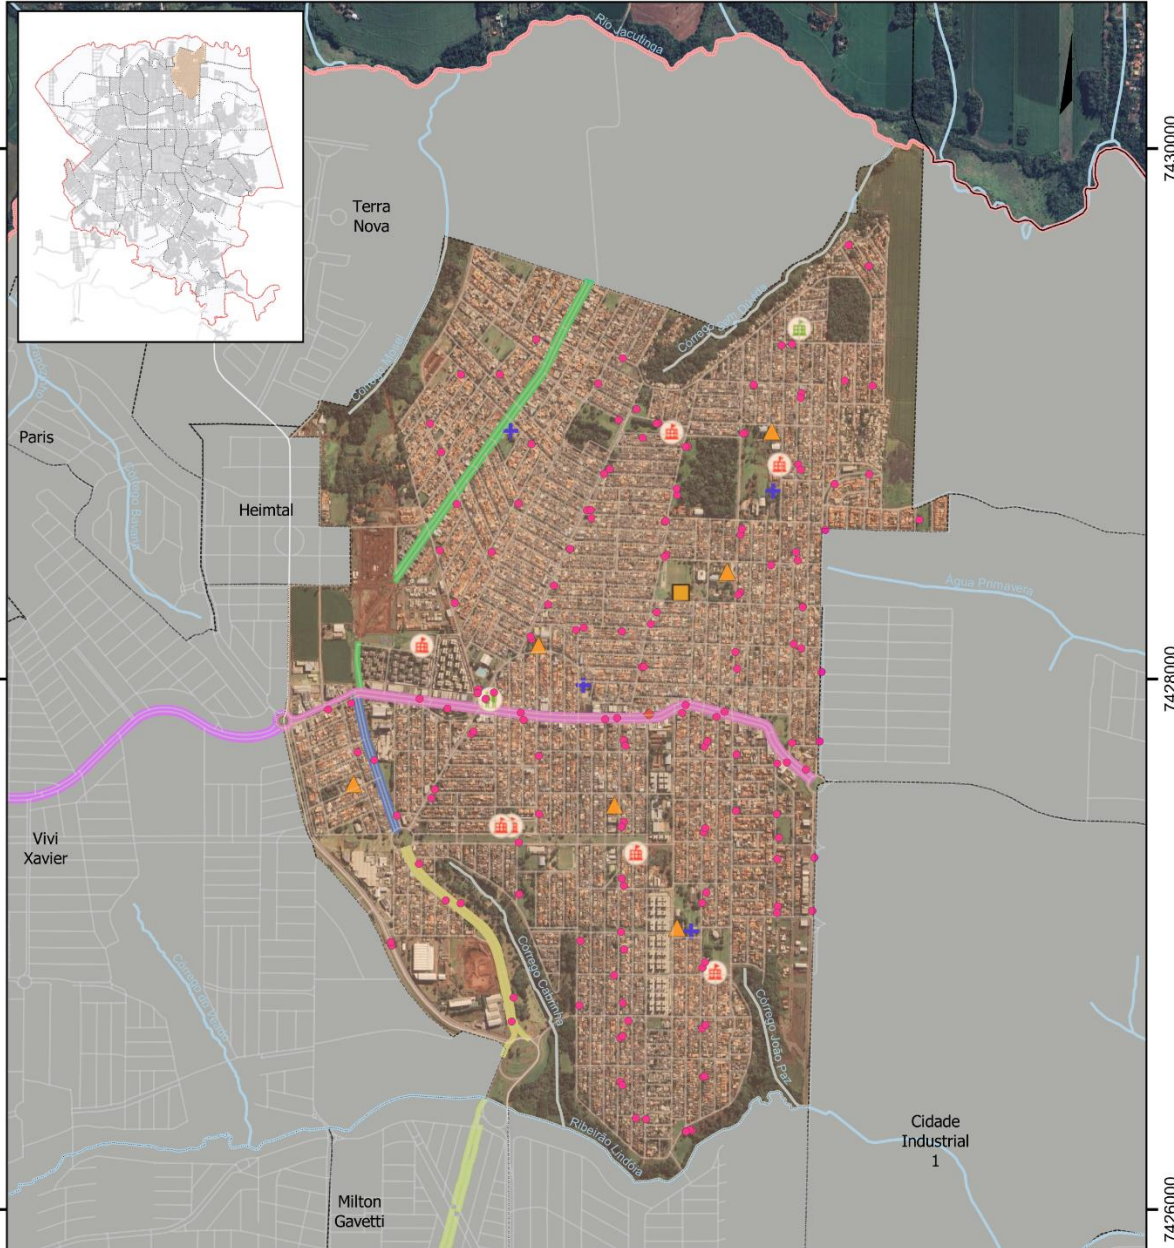 Rio Jacutinga
7430000
Terra
Nova
Paris
Heimtal
Água Primavera
7428000
Vivi
Xavier
Córrego Cabrinha
Córrego João Paz
Ribeirão Lindóia
Cidade
Industrial
1
Milton
Gavetti
7426000